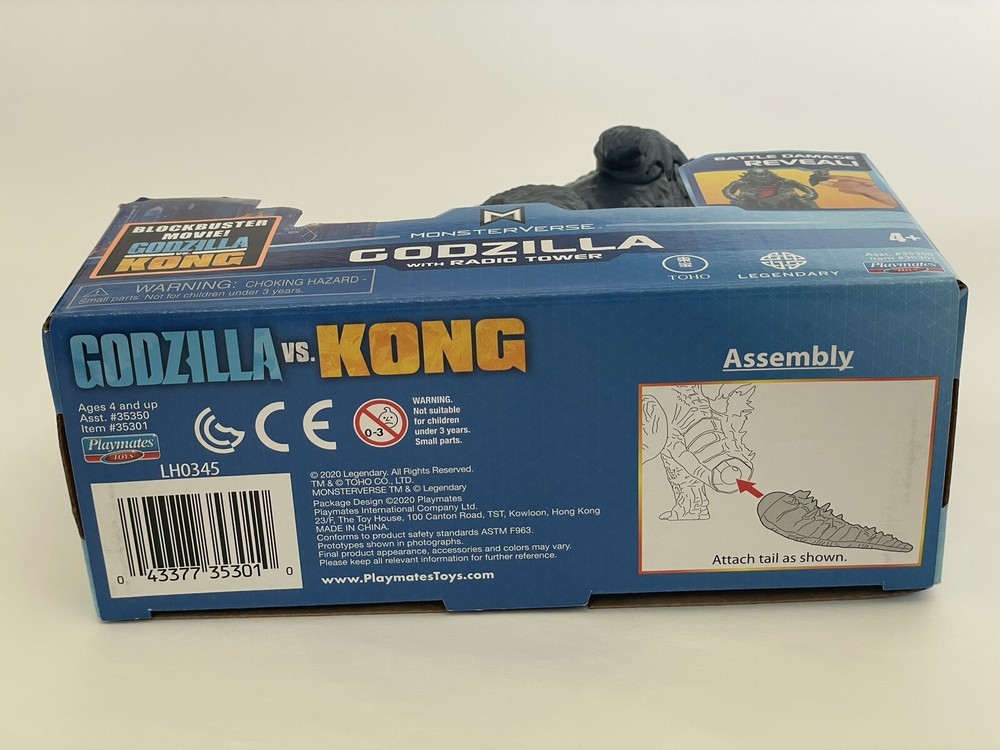 BATTLE DAMAGE
REVEAL!
BLOCKBUSTER
MOVIE!
GODZILLA
VS.
KONG
M
MONSTERVERSE
GODZILLA
WITH RADIO TOWER
4+
TOHO
LEGENDARY
Playmates
TOYS
WARNING: CHOKING HAZARD -
Small parts. Not for children under 3 years.
GODZILLA VS. KONG
Ages 4 and up
Asst. #35350
Item #35301
Playmates
TOYS
LH0345
CE
0-3
WARNING.
Not suitable
for children
under 3 years.
Small parts.
0 43377 35301 0
© 2020 Legendary. All Rights Reserved.
TM & © TOHO CO., LTD.
MONSTERVERSE TM & © Legendary
Package Design ©2020 Playmates
Playmates International Company Ltd.
23/F, The Toy House, 100 Canton Road, TST, Kowloon, Hong Kong
MADE IN CHINA.
Conforms to product safety standards ASTM F963.
Prototypes shown in photographs.
Final product appearance, accessories and colors may vary.
Please keep all relevant information for further reference.
www.PlaymatesToys.com
Assembly
Attach tail as shown.